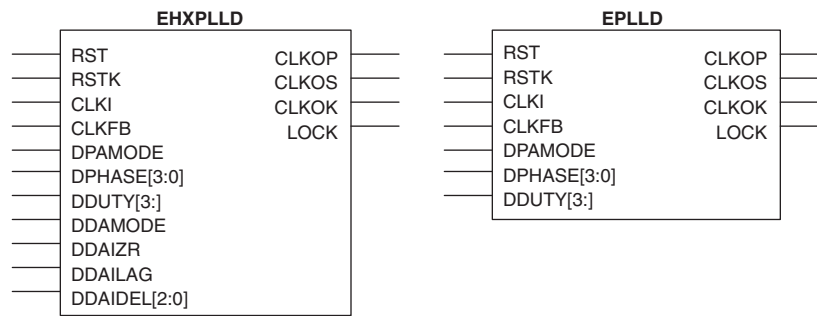 EHXPLLD
RST
RSTK
CLKI
CLKFB
DPAMODE
DPHASE[3:0]
DDUTY[3:]
DDAMODE
DDAIZR
DDAILAG
DDAIDEL[2:0]
CLKOP
CLKOS
CLKOK
LOCK
EPLLD
RST
RSTK
CLKI
CLKFB
DPAMODE
DPHASE[3:0]
DDUTY[3:]
CLKOP
CLKOS
CLKOK
LOCK